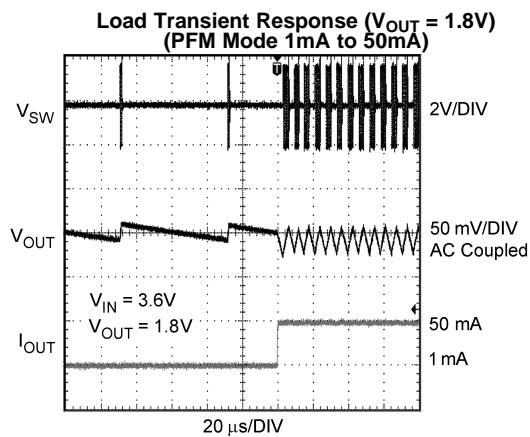 Load Transient Response (VOUT = 1.8V)
(PFM Mode 1mA to 50mA)
T
VSW
2V/DIV
VOUT
50 mV/DIV
AC Coupled
VIN = 3.6V
VOUT = 1.8V
IOUT
50 mA
1 mA
20 µs/DIV